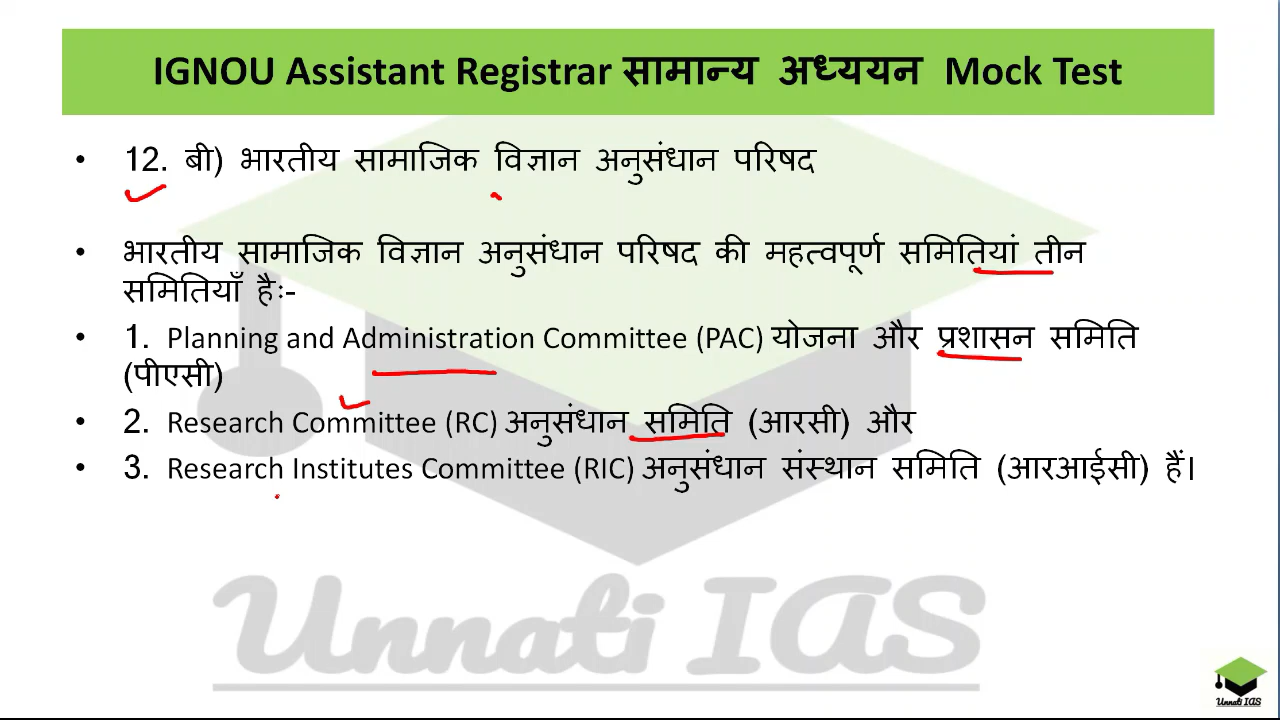 IGNOU Assistant Registrar सामान्य अध्ययन Mock Test
• 12. बी) भारतीय सामाजिक विज्ञान अनुसंधान परिषद
• भारतीय सामाजिक विज्ञान अनुसंधान परिषद की महत्वपूर्ण समितियां तीन
समितियाँ हैः-
• 1. Planning and Administration Committee (PAC) योजना और प्रशासन समिति
(पीएसी)
• 2. Research Committee (RC) अनुसंधान समिति (आरसी) और
• 3. Research Institutes Committee (RIC) अनुसंधान संस्थान समिति (आरआईसी) हैं।
Unnati IAS
Unnati IAS